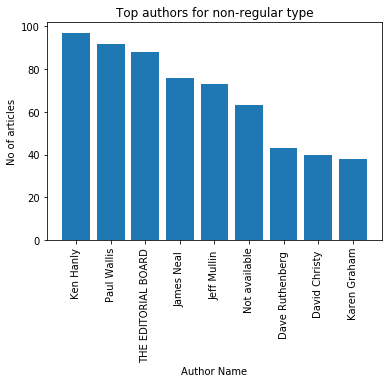 Top authors for non-regular type
No of articles
100
80
60
40
20
0
Ken Hanly
Paul Wallis
THE EDITORIAL BOARD
James Neal
Jeff Mullin
Not available
Dave Ruthenberg
David Christy
Karen Graham
Author Name